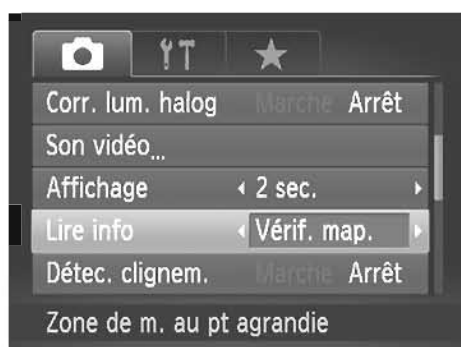 Corr. lum. halog Marche Arrêt
Son vidéo...
Affichage 2 sec.
Lire info Vérif. map.
Détec. clignem. Marche Arrêt
Zone de m. au pt agrandie